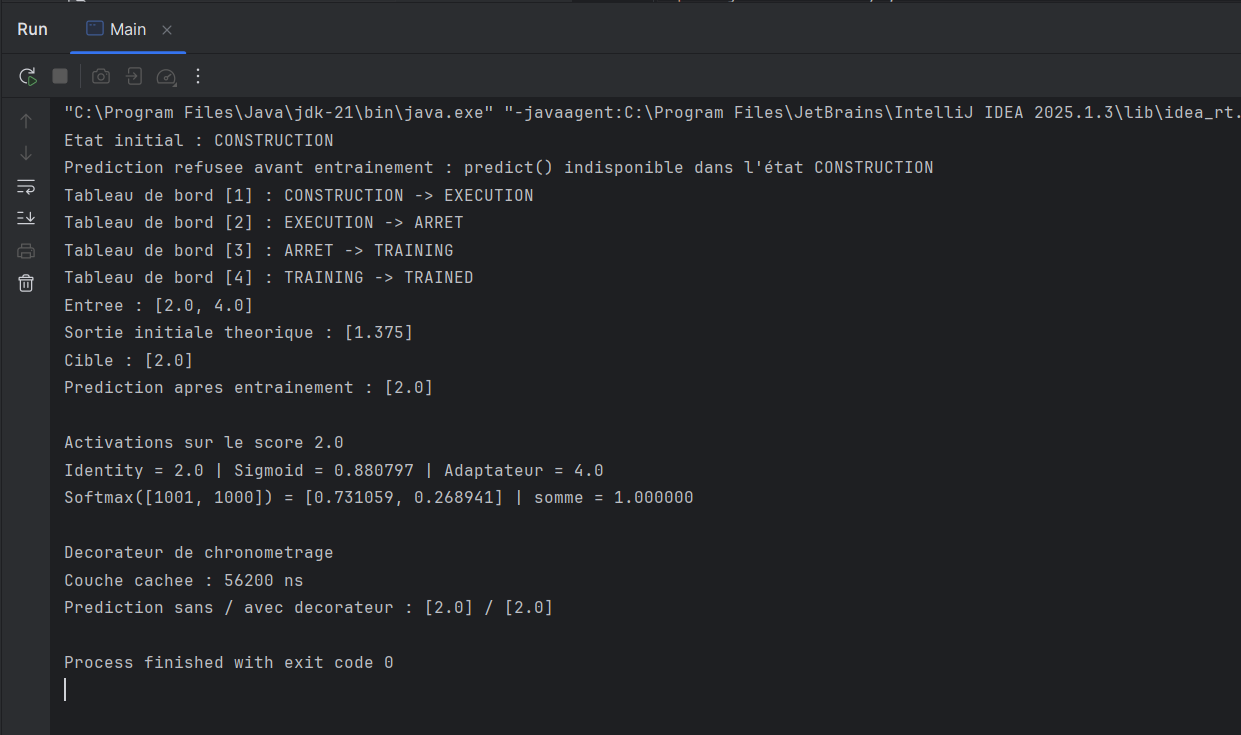 Run Main
"C:\Program Files\Java\jdk-21\bin\java.exe" "-javaagent:C:\Program Files\JetBrains\IntelliJ IDEA 2025.1.3\lib\idea_rt.
Etat initial : CONSTRUCTION
Prediction refusee avant entrainement : predict() indisponible dans l'état CONSTRUCTION
Tableau de bord [1] : CONSTRUCTION -> EXECUTION
Tableau de bord [2] : EXECUTION -> ARRET
Tableau de bord [3] : ARRET -> TRAINING
Tableau de bord [4] : TRAINING -> TRAINED
Entree : [2.0, 4.0]
Sortie initiale theorique : [1.375]
Cible : [2.0]
Prediction apres entrainement : [2.0]
Activations sur le score 2.0
Identity = 2.0 | Sigmoid = 0.880797 | Adaptateur = 4.0
Softmax([1001, 1000]) = [0.731059, 0.268941] | somme = 1.000000
Decorateur de chronometrage
Couche cachee : 56200 ns
Prediction sans / avec decorateur : [2.0] / [2.0]
Process finished with exit code 0